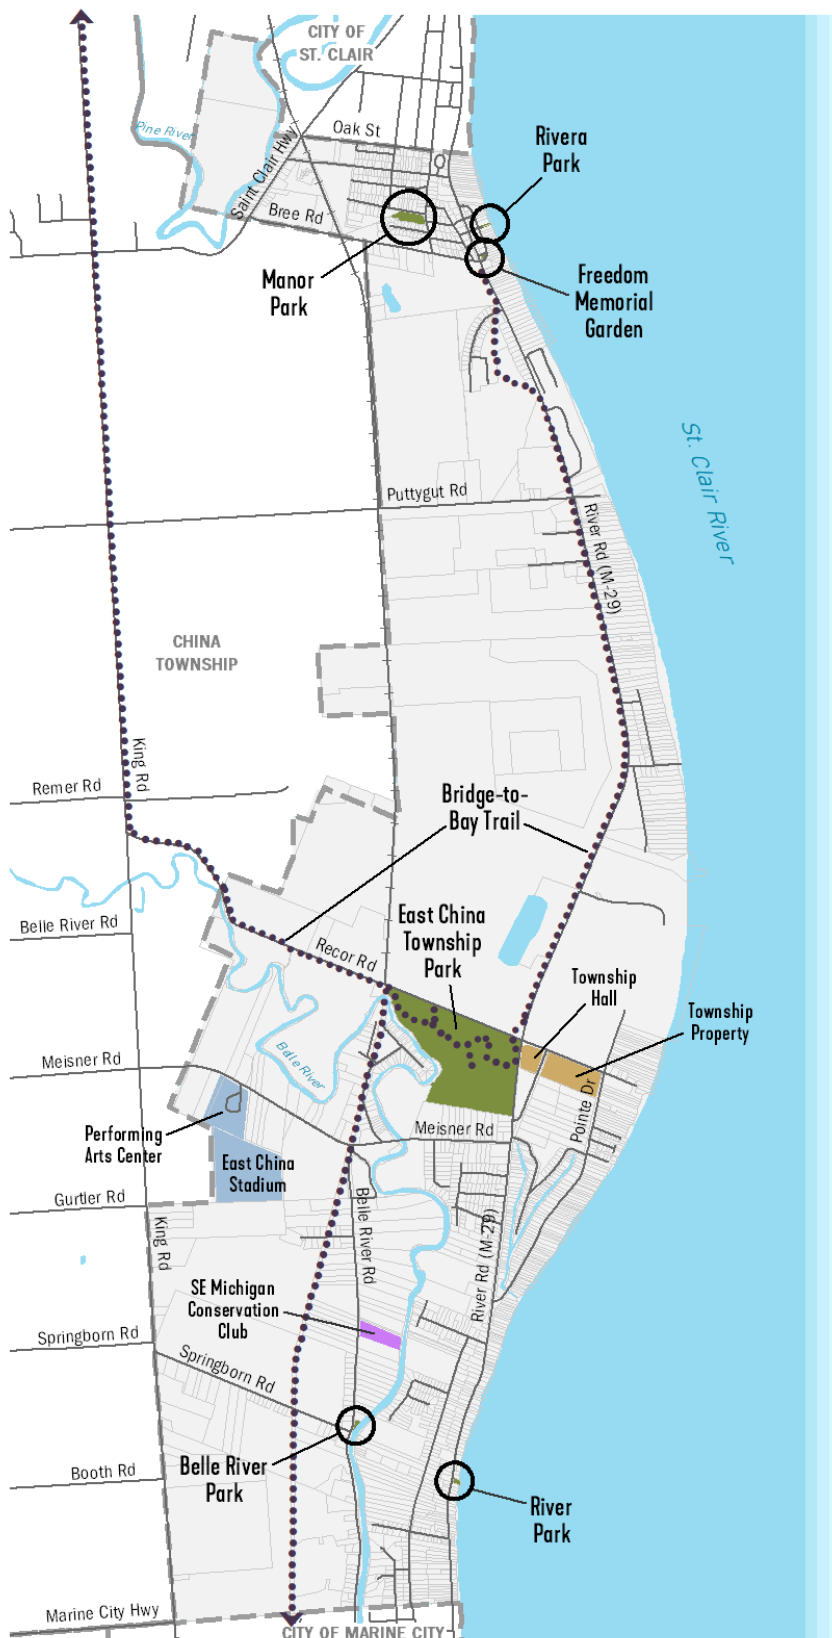 CITY OF
ST. CLAIR
Pine River
Oak St
Saint Clair Hwy
Rivera
Park
Bree Rd
Manor
Park
Freedom
Memorial
Garden
St. Clair River
Puttygut Rd
River Rd (M-29)
CHINA
TOWNSHIP
King Rd
Remer Rd
Bridge-to-
Bay Trail
East China
Township
Park
Belle River Rd
Recor Rd
Township
Hall
Township
Property
Meisner Rd
Belle River
Pointe Dr
Performing
Arts Center
Meisner Rd
East China
Stadium
Gurtler Rd
King Rd
Belle River Rd
River Rd (M-29)
SE Michigan
Conservation
Club
Springborn Rd
Springborn Rd
Belle River
Park
Booth Rd
River
Park
Marine City Hwy
CITY OF MARINE CITY